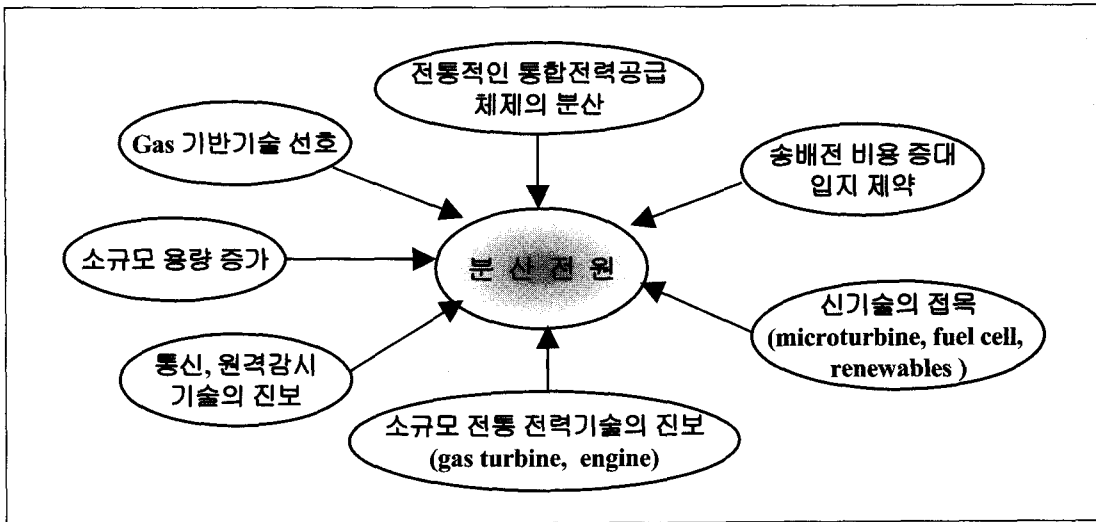 전통적인 통합전력공급
체제의 분산
Gas 기반기술 선호
송배전 비용 증대
입지 제약
소규모 용량 증가
분 산 전 원
신기술의 접목
(microturbine, fuel cell,
renewables )
통신, 원격감시
기술의 진보
소규모 전통 전력기술의 진보
(gas turbine, engine)